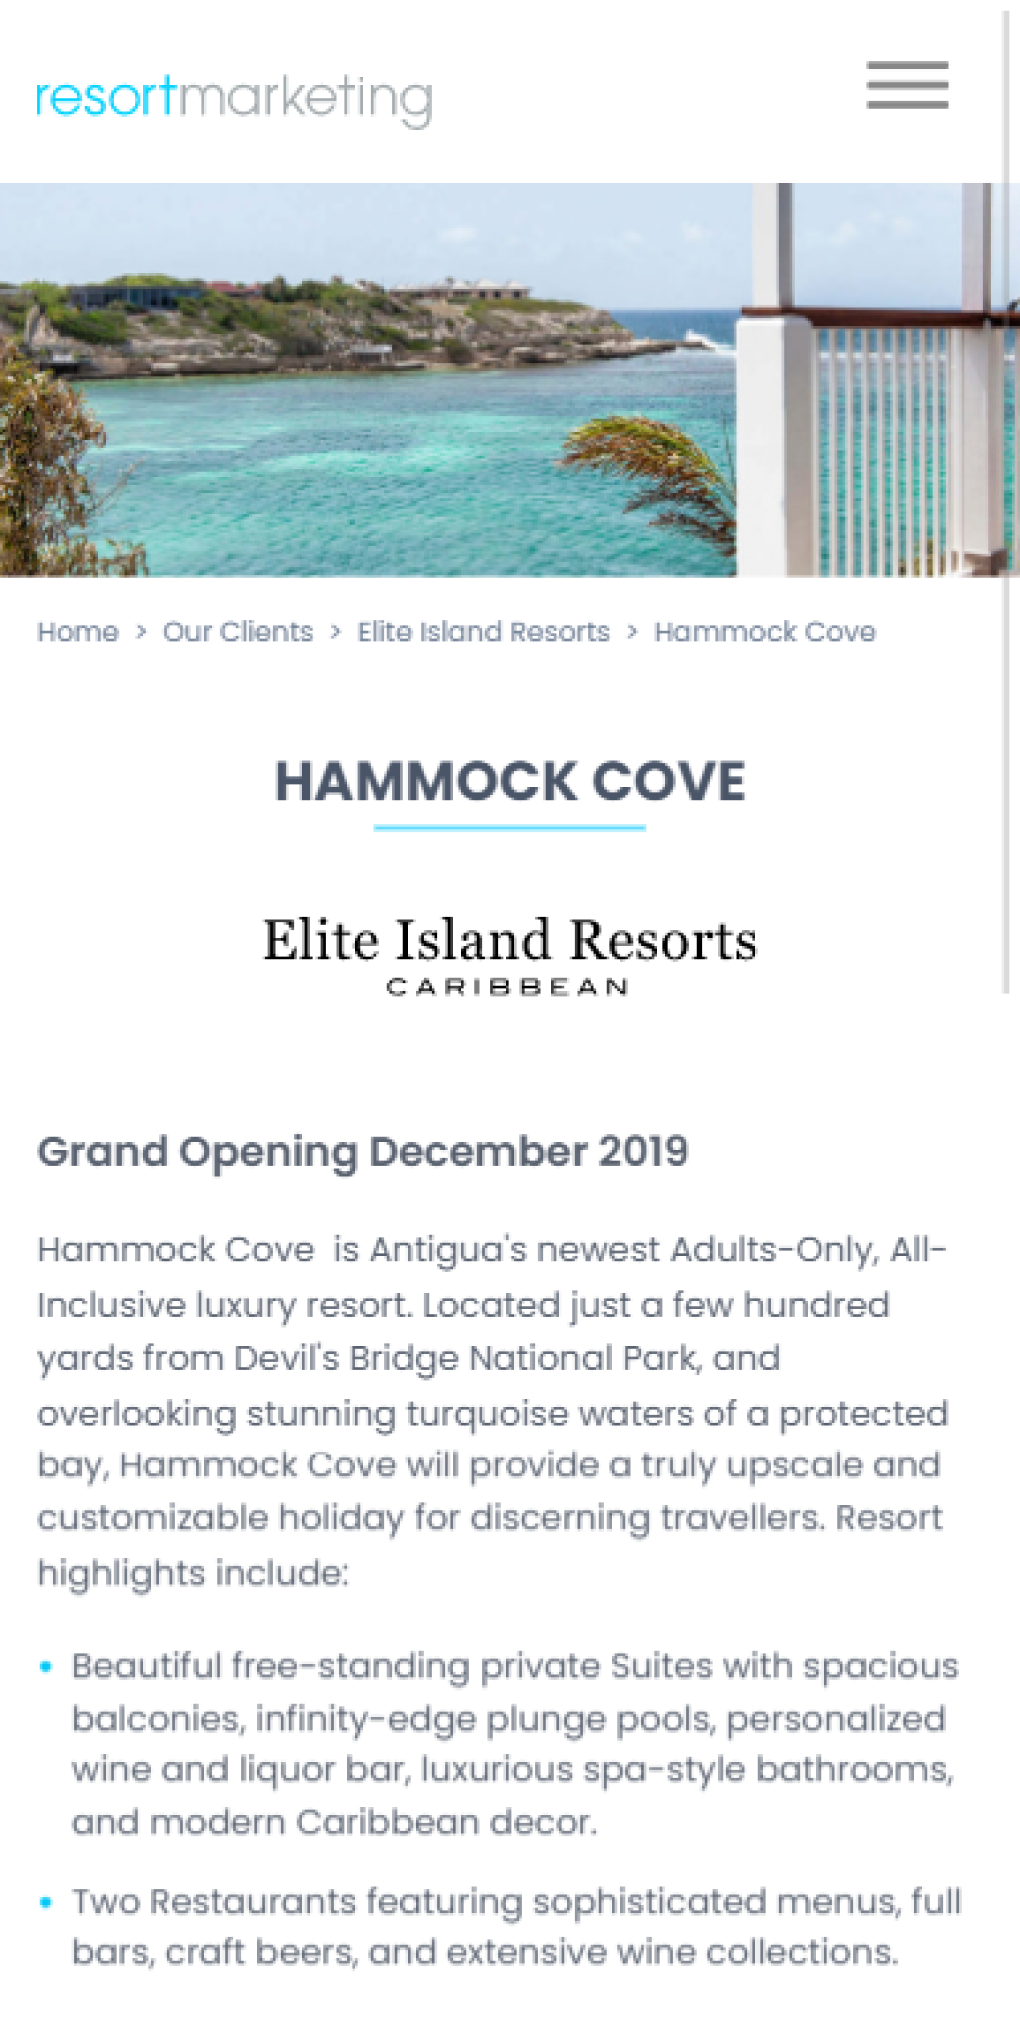 resortmarketing
Home > Our Clients > Elite Island Resorts > Hammock Cove
HAMMOCK COVE
Elite Island Resorts
CARIBBEAN
Grand Opening December 2019
Hammock Cove  is Antigua's newest Adults-Only, All-
Inclusive luxury resort. Located just a few hundred
yards from Devil's Bridge National Park, and
overlooking stunning turquoise waters of a protected
bay, Hammock Cove will provide a truly upscale and
customizable holiday for discerning travellers. Resort
highlights include:
• Beautiful free-standing private Suites with spacious
balconies, infinity-edge plunge pools, personalized
wine and liquor bar, luxurious spa-style bathrooms,
and modern Caribbean decor.
• Two Restaurants featuring sophisticated menus, full
bars, craft beers, and extensive wine collections.